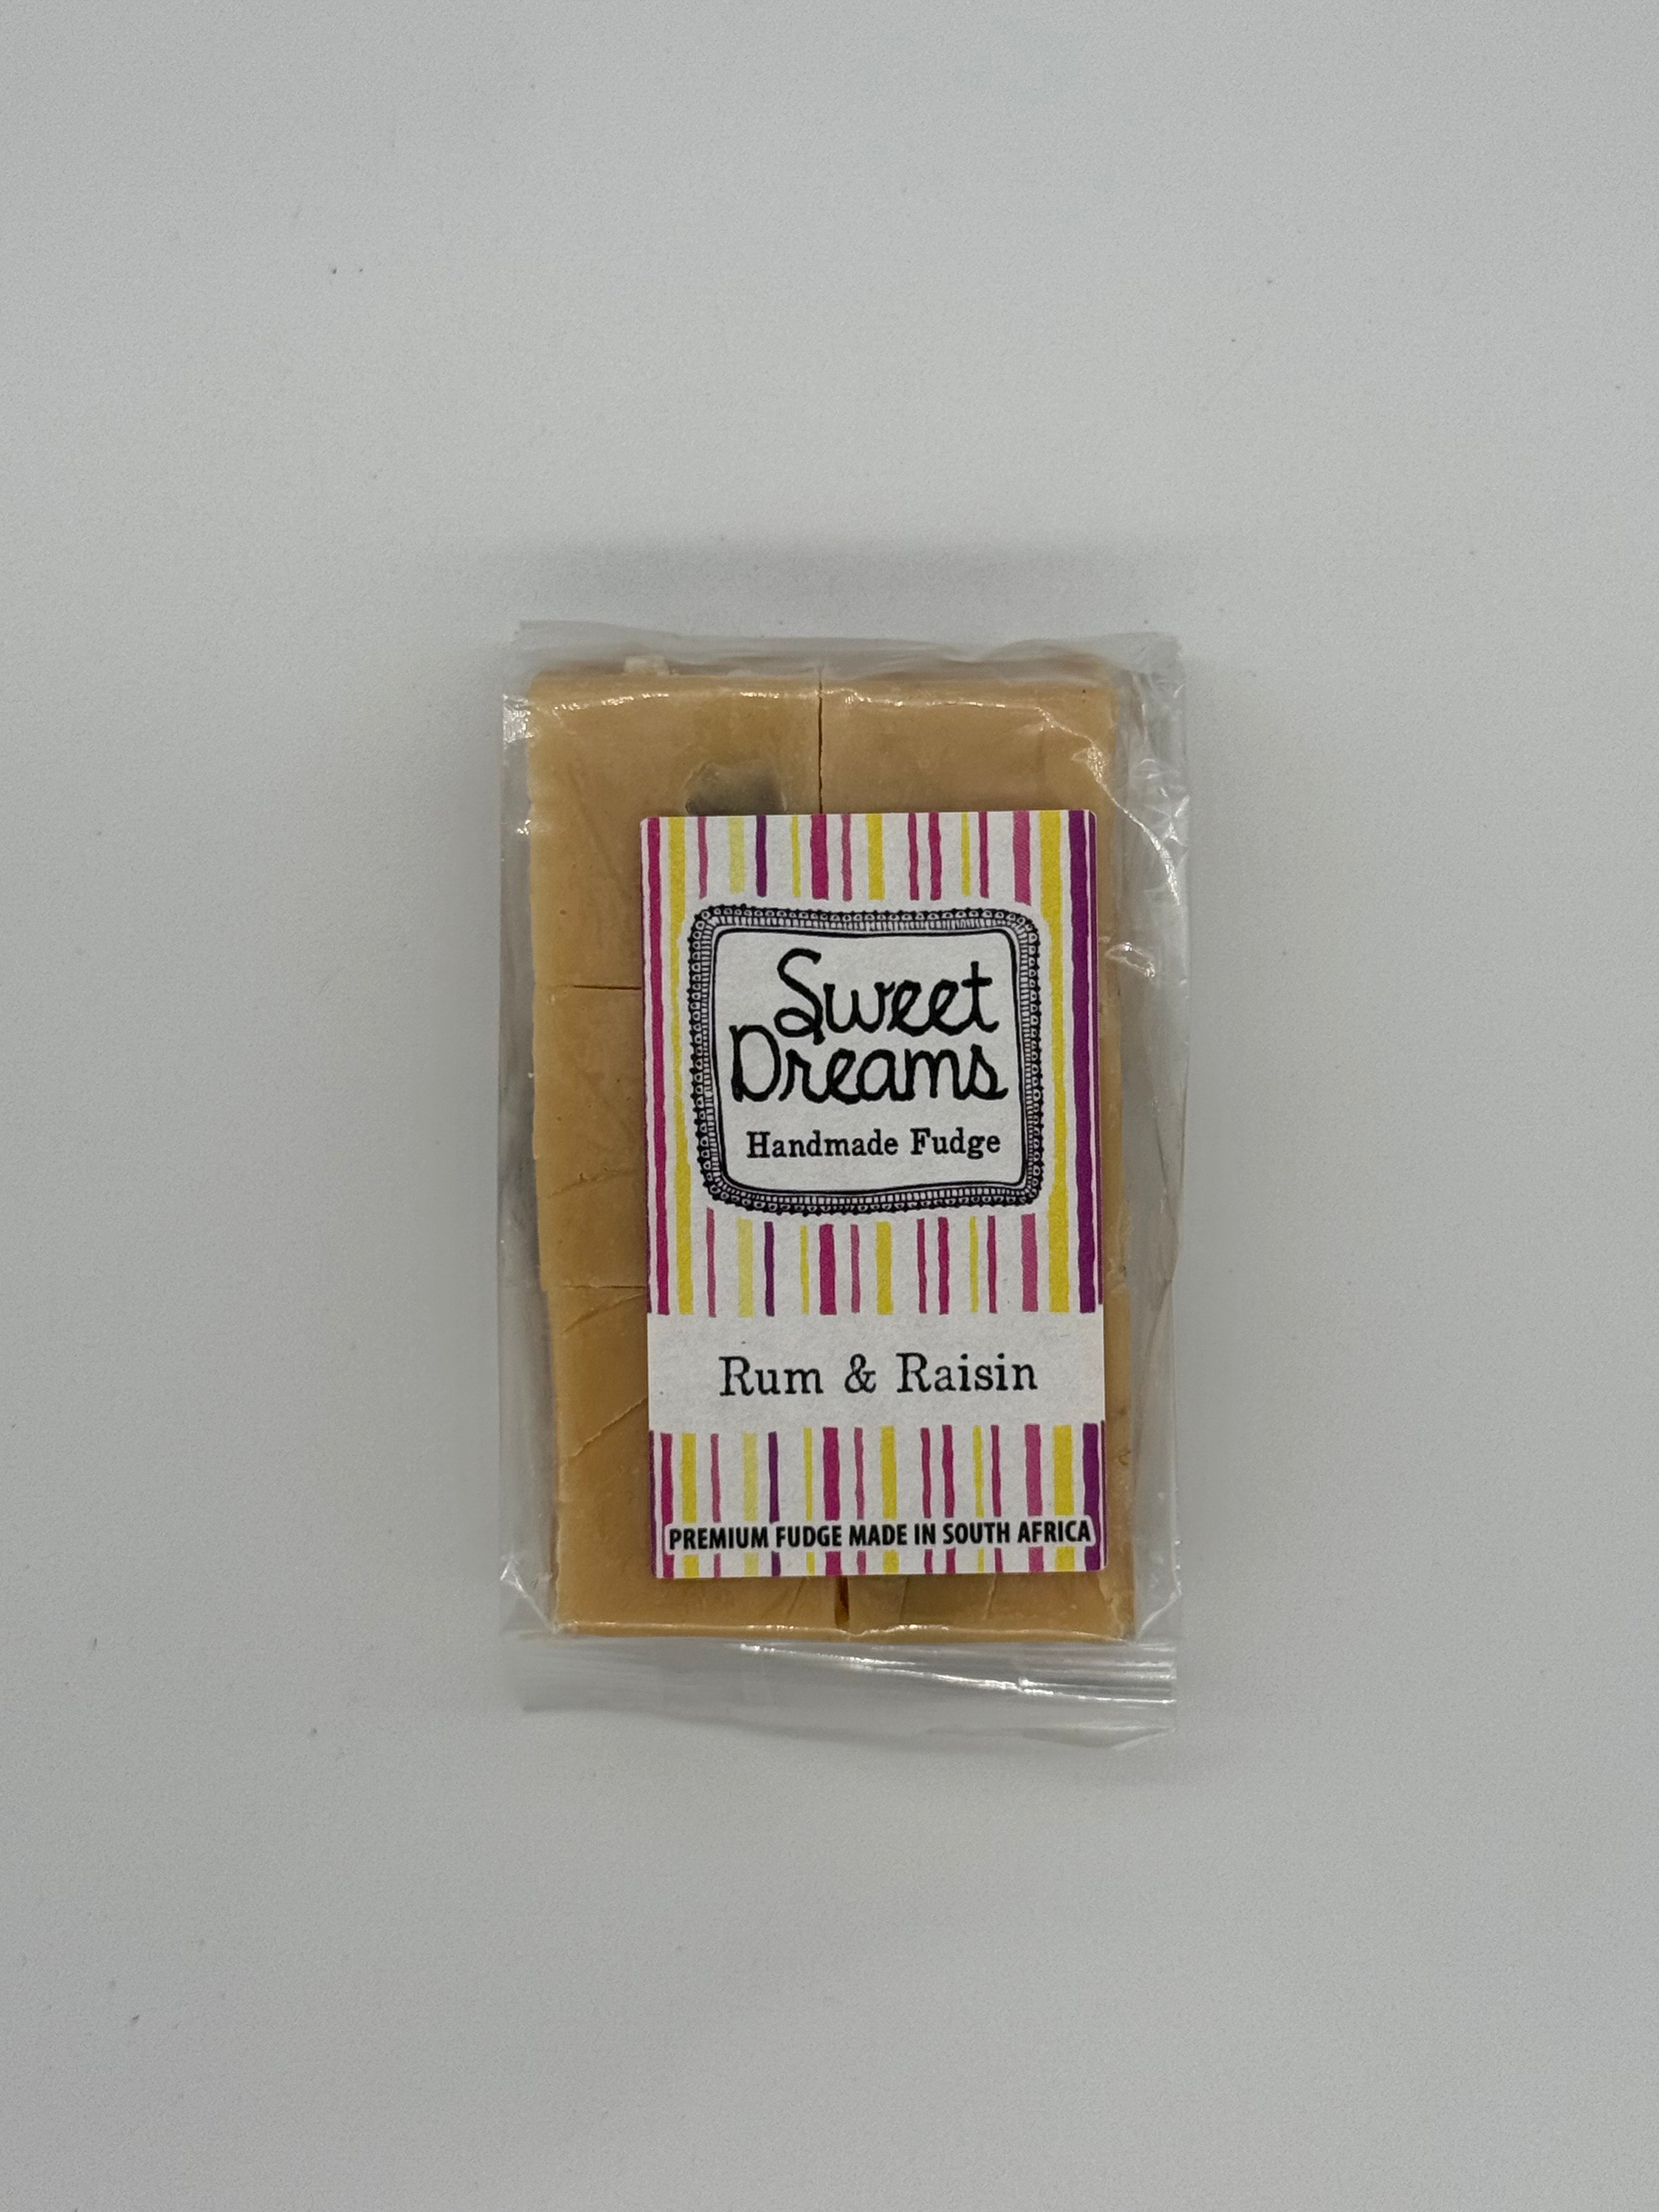 Sweet
Dreams
Handmade Fudge
Rum & Raisin
PREMIUM FUDGE MADE IN SOUTH AFRICA